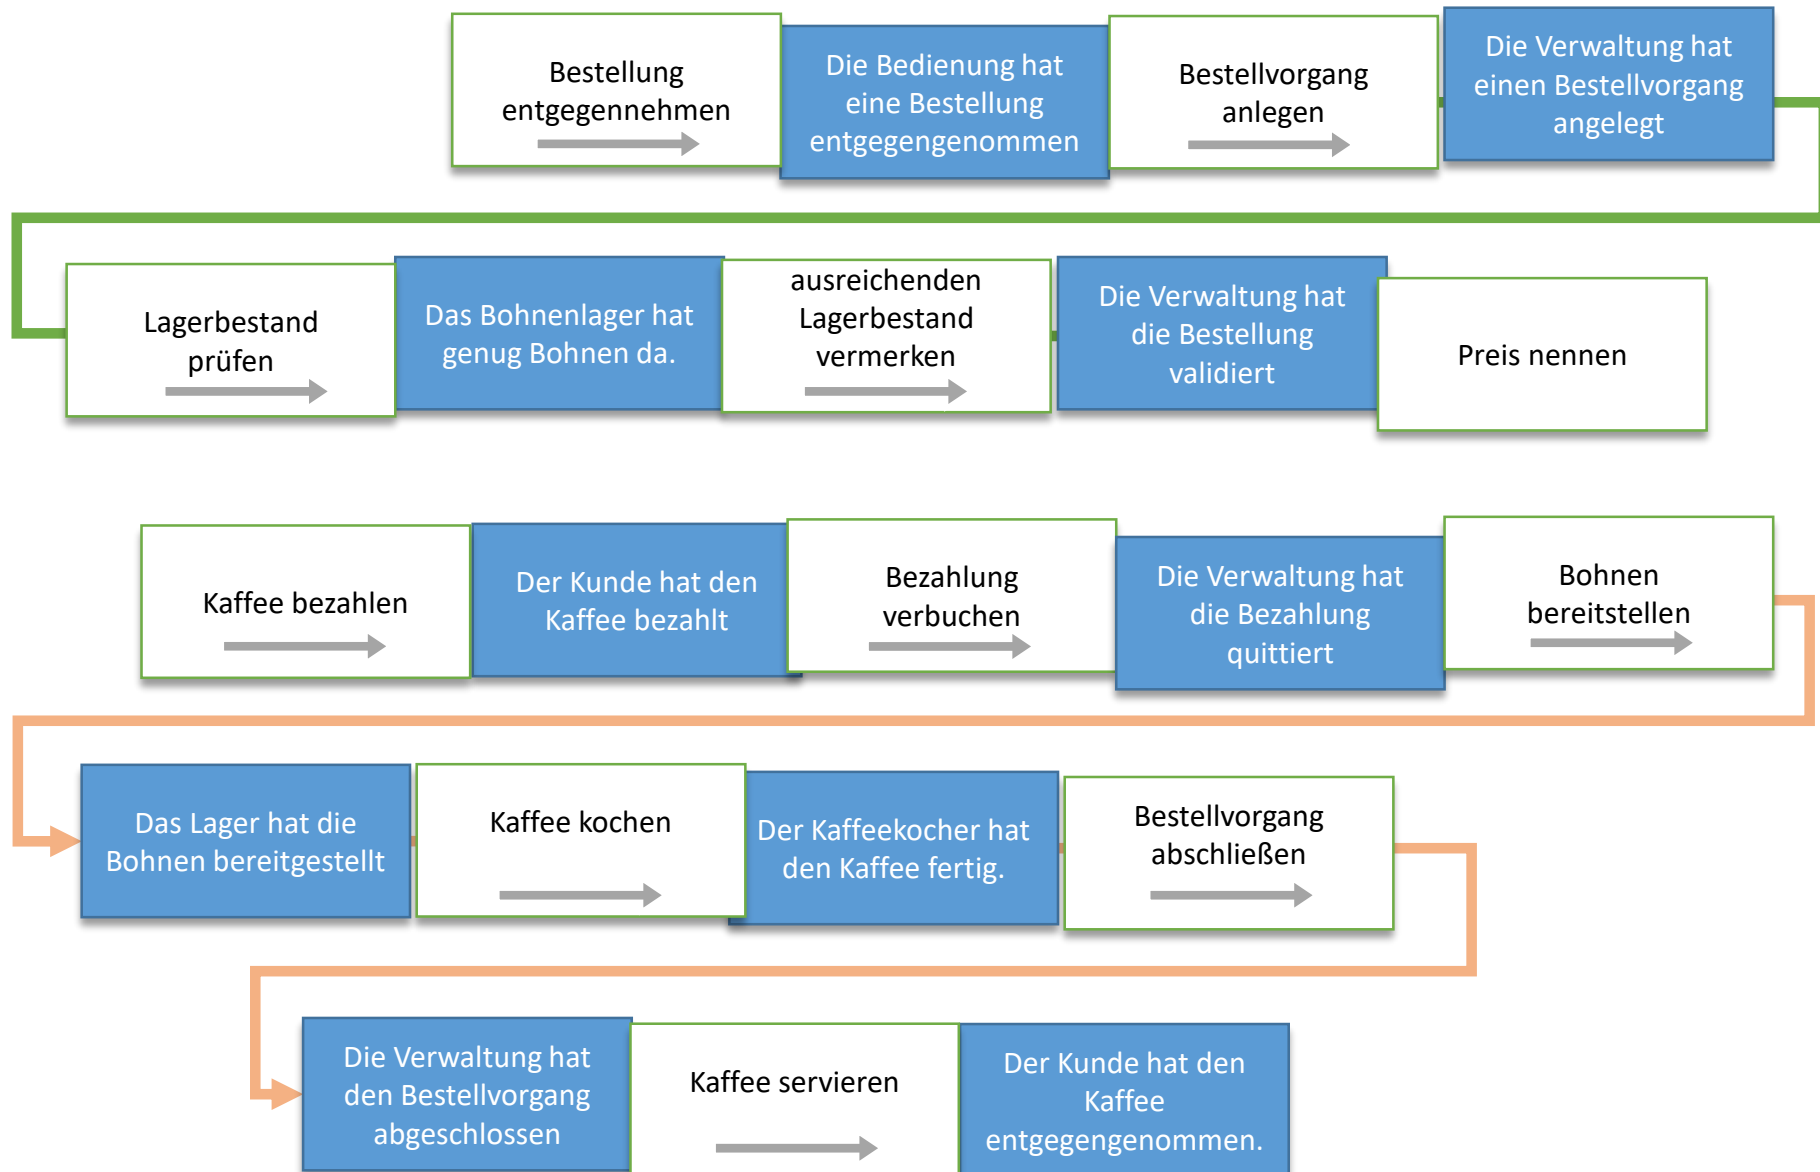 Bestellung
entgegennehmen
Die Bedienung hat
eine Bestellung
entgegengenommen
Bestellvorgang
anlegen
Die Verwaltung hat
einen Bestellvorgang
angelegt
Lagerbestand
prüfen
Das Bohnenlager hat
genug Bohnen da.
ausreichenden
Lagerbestand
vermerken
Die Verwaltung hat
die Bestellung
validiert
Preis nennen
Kaffee bezahlen
Der Kunde hat den
Kaffee bezahlt
Bezahlung
verbuchen
Die Verwaltung hat
die Bezahlung
quittiert
Bohnen
bereitstellen
Das Lager hat die
Bohnen bereitgestellt
Kaffee kochen
Der Kaffeekocher hat
den Kaffee fertig.
Bestellvorgang
abschließen
Die Verwaltung hat
den Bestellvorgang
abgeschlossen
Kaffee servieren
Der Kunde hat den
Kaffee
entgegengenommen.